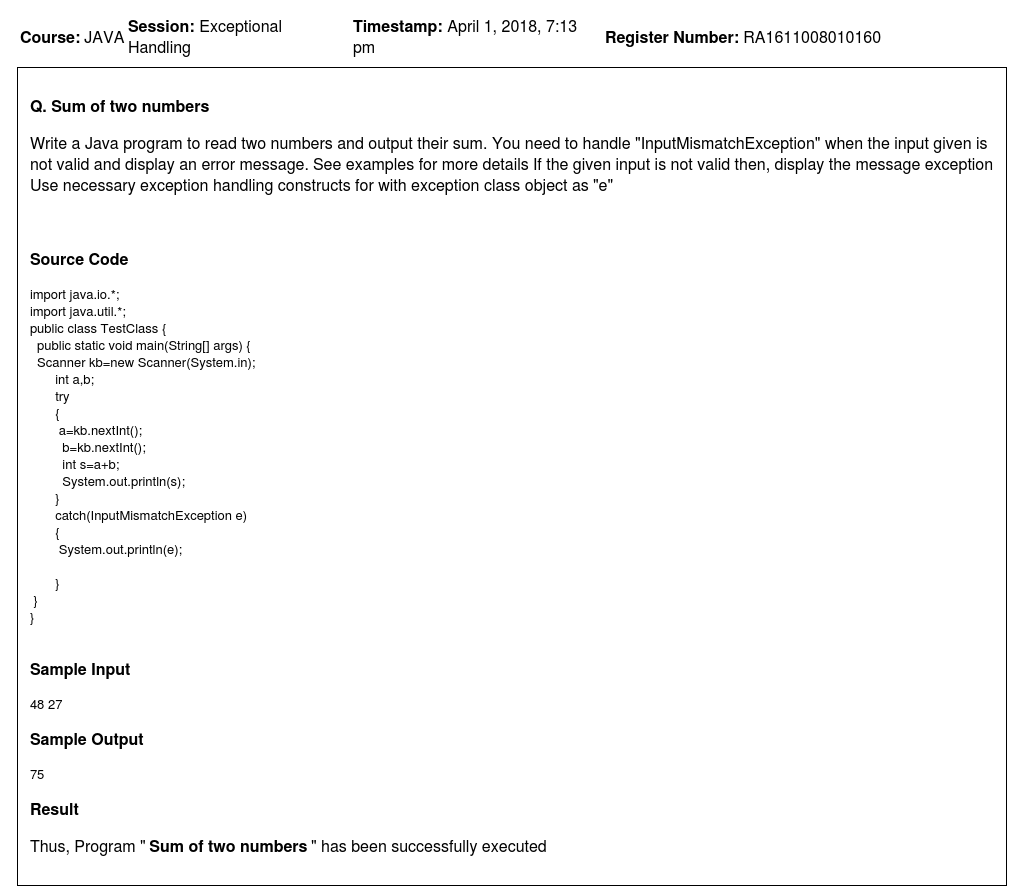 Course: JAVA Session: Exceptional Handling Timestamp: April 1, 2018, 7:13 pm Register Number: RA1611008010160
Q. Sum of two numbers
Write a Java program to read two numbers and output their sum. You need to handle "InputMismatchException" when the input given is
not valid and display an error message. See examples for more details If the given input is not valid then, display the message exception
Use necessary exception handling constructs for with exception class object as "e"
Source Code
import java.io.*;
import java.util.*;
public class TestClass {
  public static void main(String[] args) {
  Scanner kb=new Scanner(System.in);
       int a,b;
       try
       {
        a=kb.nextInt();
         b=kb.nextInt();
         int s=a+b;
         System.out.println(s);
       }
       catch(InputMismatchException e)
       {
        System.out.println(e);
       }
 }
}
Sample Input
48 27
Sample Output
75
Result
Thus, Program " Sum of two numbers " has been successfully executed